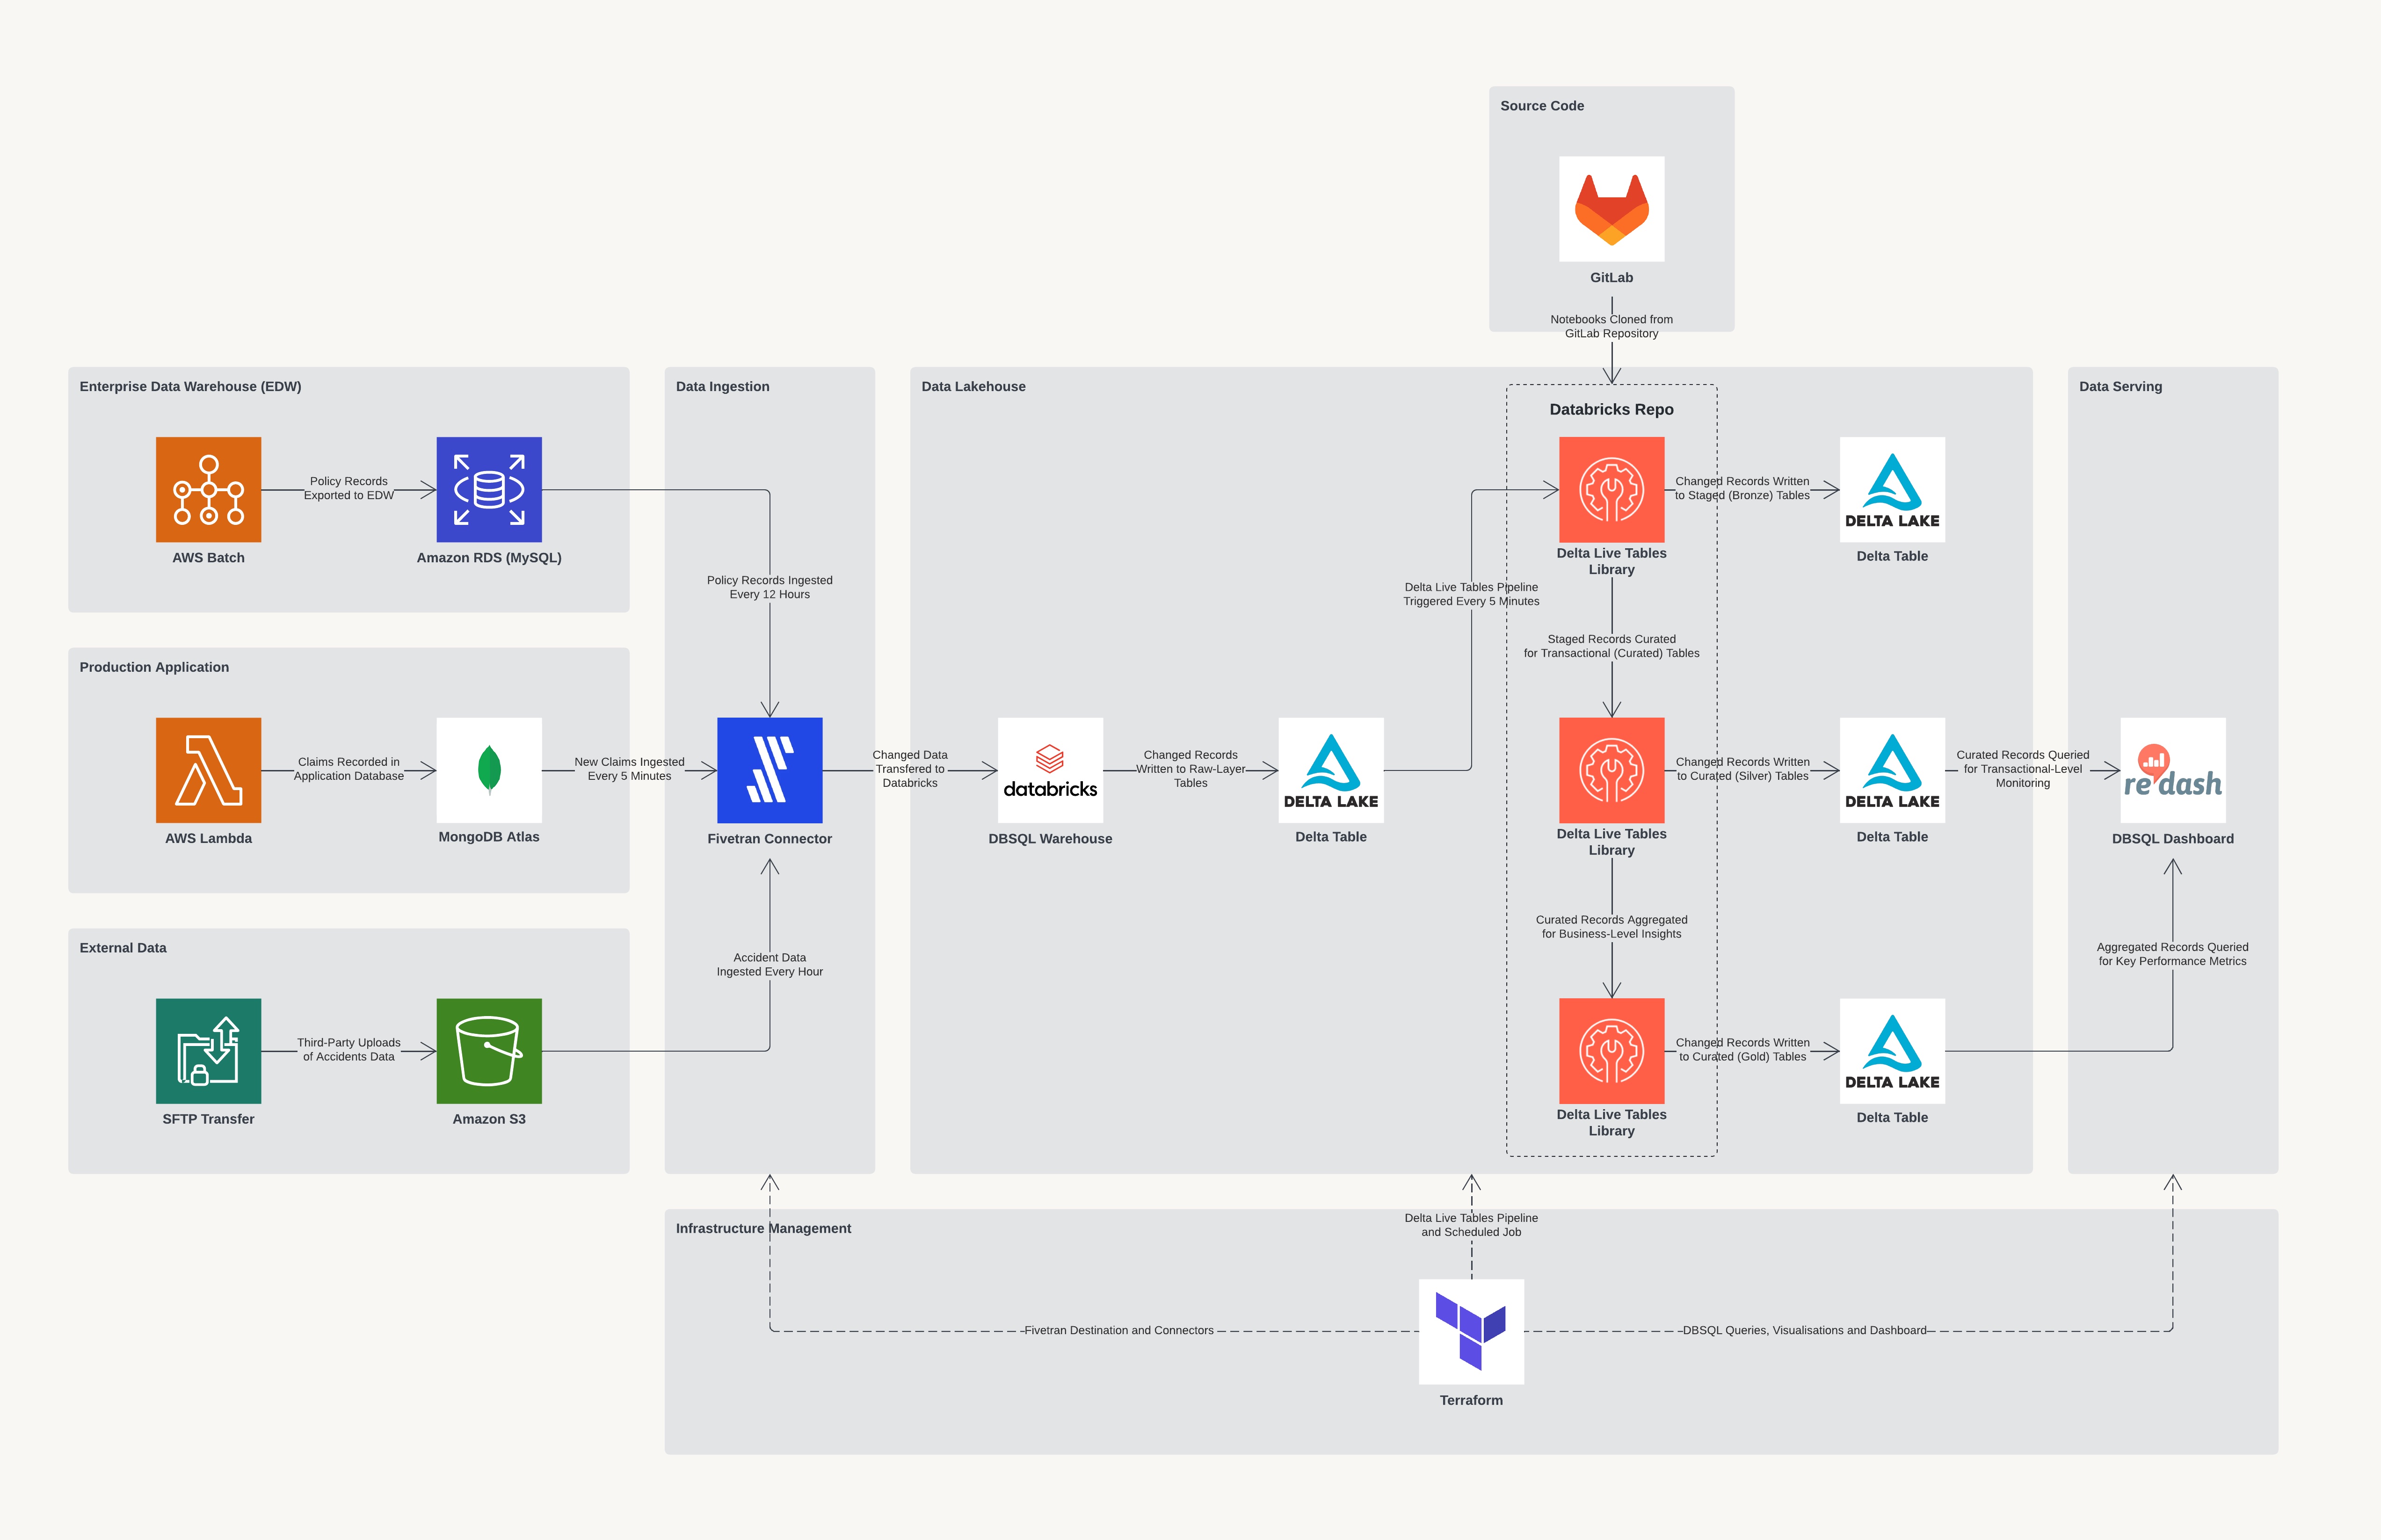 Source Code
GitLab
Notebooks Cloned from
GitLab Repository
Enterprise Data Warehouse (EDW)
AWS Batch
Policy Records
Exported to EDW
Amazon RDS (MySQL)
Production Application
AWS Lambda
Claims Recorded in
Application Database
MongoDB Atlas
External Data
SFTP Transfer
Third-Party Uploads
of Accidents Data
Amazon S3
Data Ingestion
Policy Records Ingested
Every 12 Hours
New Claims Ingested
Every 5 Minutes
Fivetran Connector
Accident Data
Ingested Every Hour
Data Lakehouse
Changed Data
Transfered to
Databricks
databricks
DBSQL Warehouse
Changed Records
Written to Raw-Layer
Tables
DELTA LAKE
Delta Table
Delta Live Tables Pipeline
Triggered Every 5 Minutes
Databricks Repo
Delta Live Tables
Library
Changed Records Written
to Staged (Bronze) Tables
DELTA LAKE
Delta Table
Staged Records Curated
for Transactional (Curated) Tables
Delta Live Tables
Library
Changed Records Written
to Curated (Silver) Tables
DELTA LAKE
Delta Table
Curated Records Aggregated
for Business-Level Insights
Delta Live Tables
Library
Changed Records Written
to Curated (Gold) Tables
DELTA LAKE
Delta Table
Data Serving
Curated Records Queried
for Transactional-Level
Monitoring
redash
DBSQL Dashboard
Aggregated Records Queried
for Key Performance Metrics
Infrastructure Management
Delta Live Tables Pipeline
and Scheduled Job
Fivetran Destination and Connectors
DBSQL Queries, Visualisations and Dashboard
Terraform